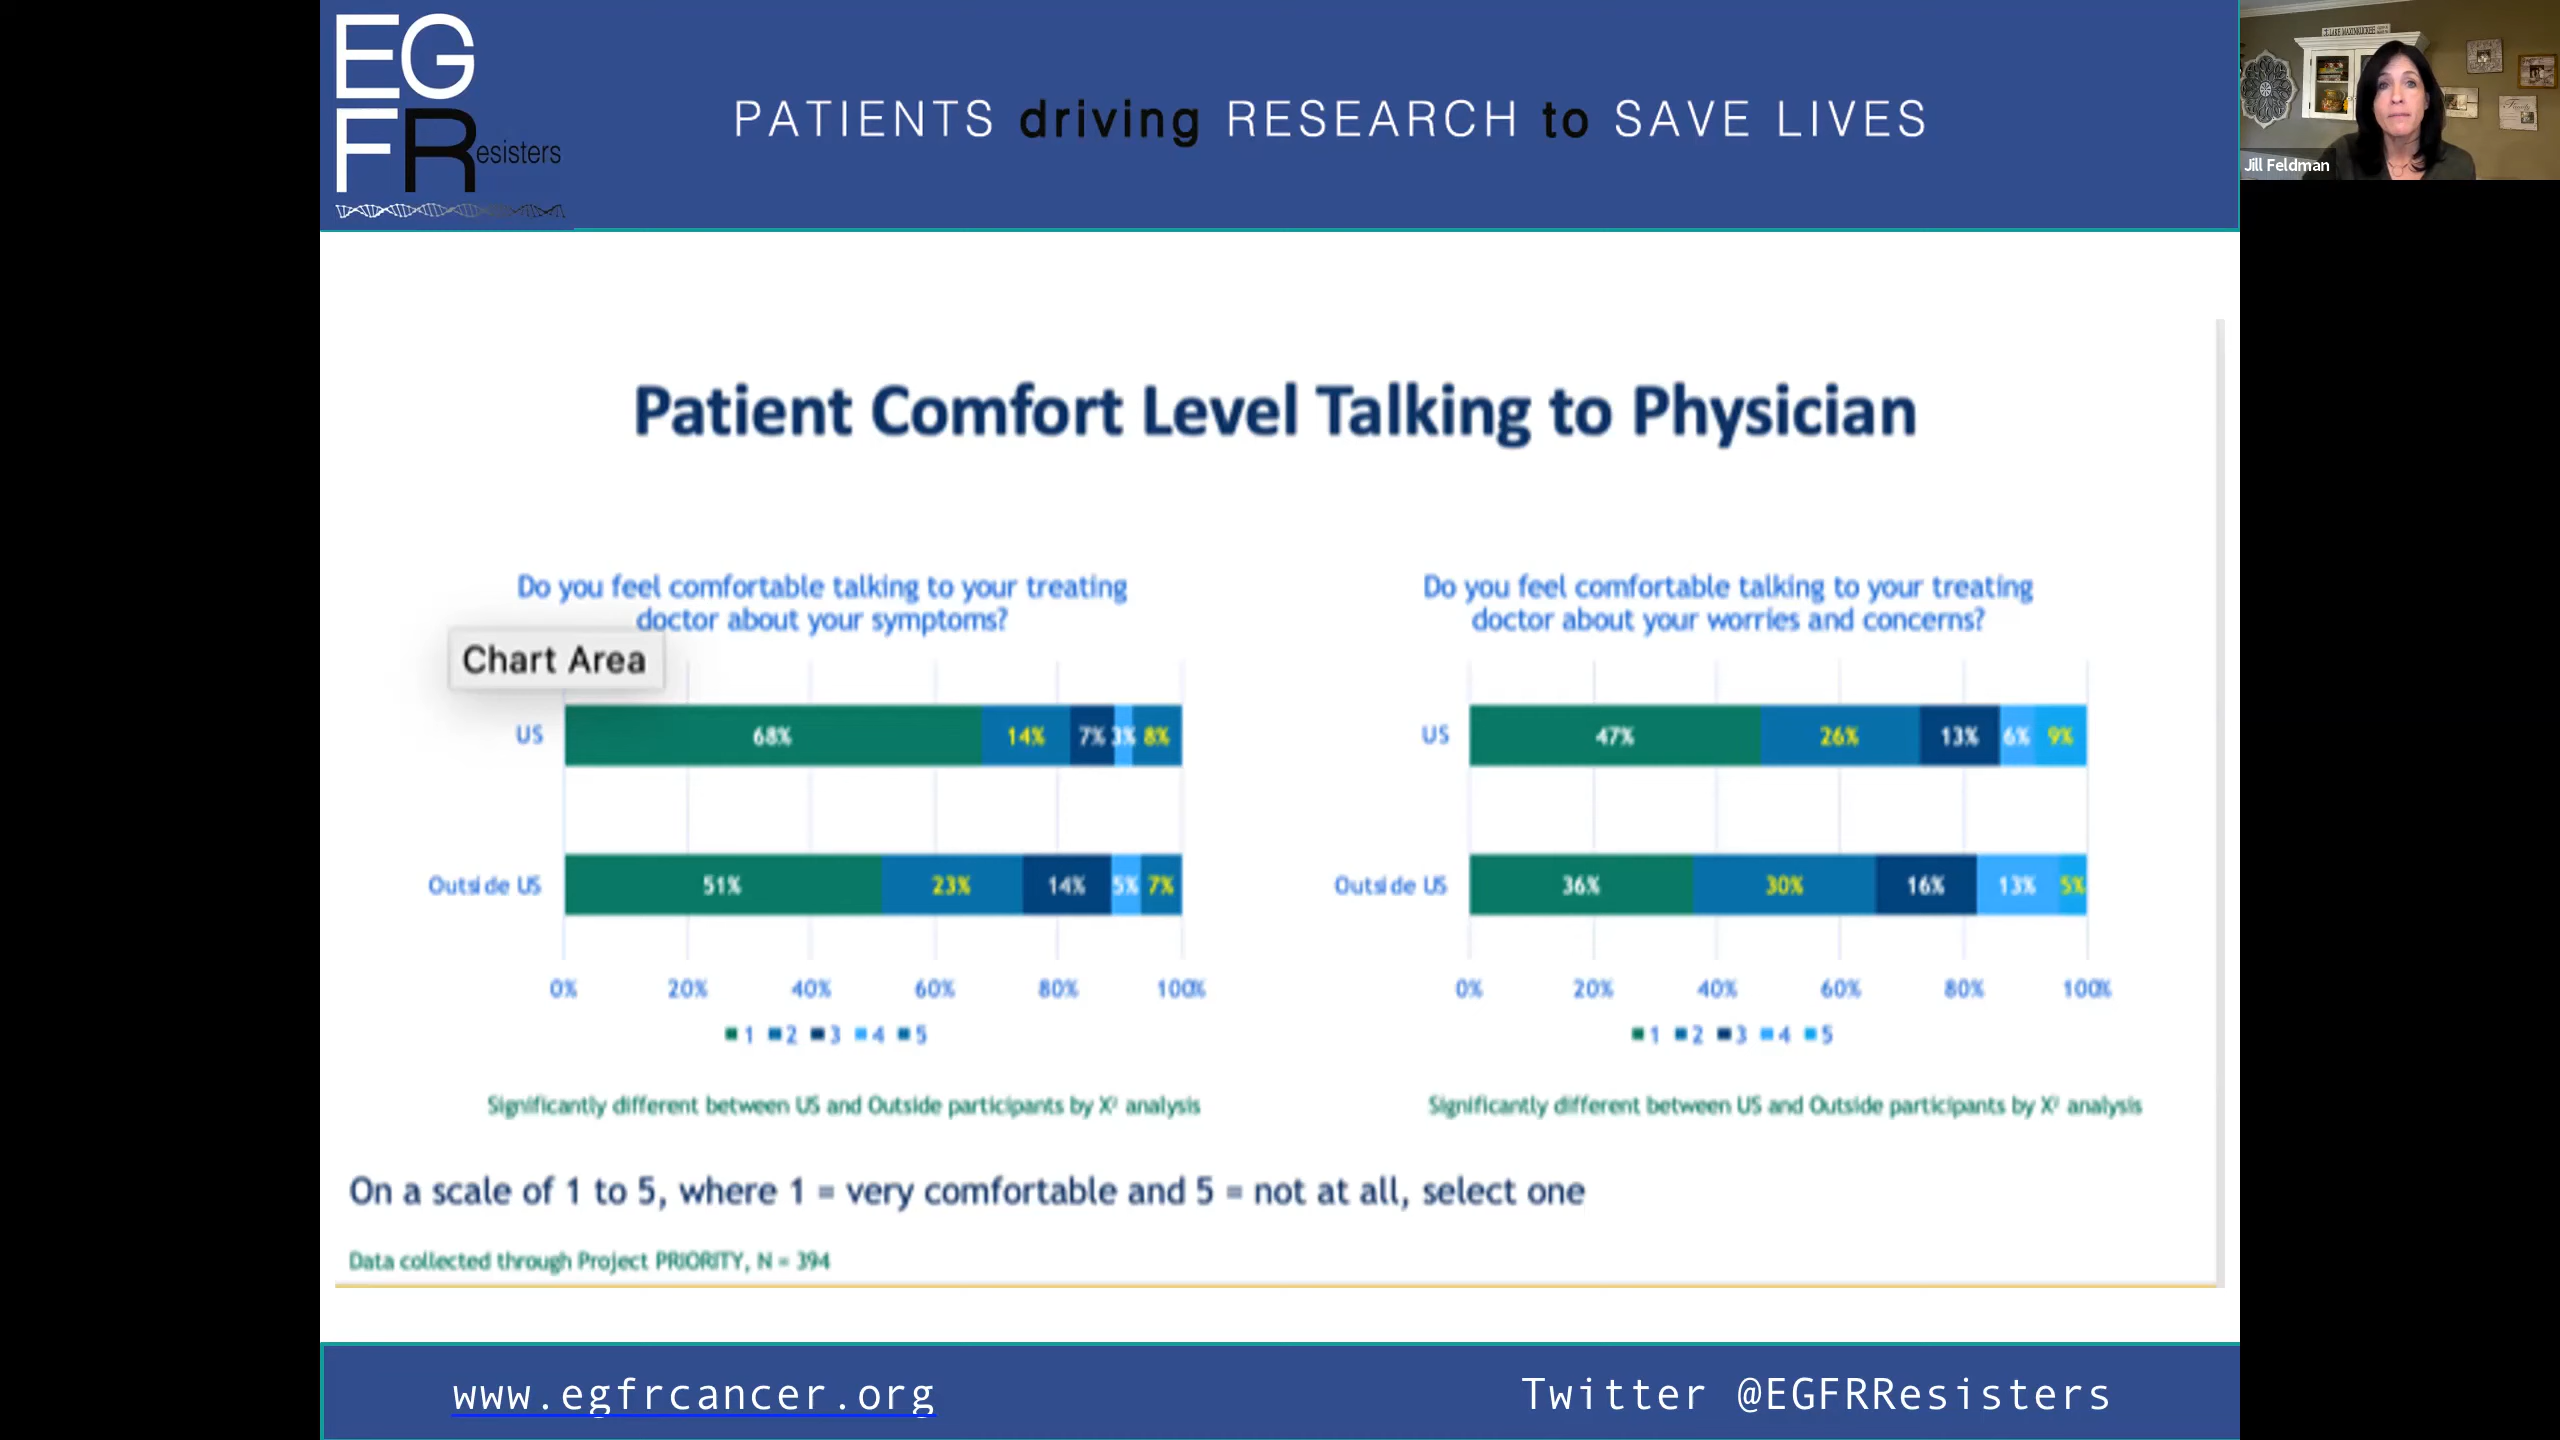 EG
FResisters
PATIENTS driving RESEARCH to SAVE LIVES
Jill Feldman
Patient Comfort Level Talking to Physician
Do you feel comfortable talking to your treating
doctor about your symptoms?
Chart Area
US
68% 14% 7% 3% 8%
Outside US
51% 23% 14% 5% 7%
0% 20% 40% 60% 80% 100%
1 2 3 4 5
Significantly different between US and Outside participants by X² analysis
Do you feel comfortable talking to your treating
doctor about your worries and concerns?
US
47% 26% 13% 6% 9%
Outside US
36% 30% 16% 13% 5%
0% 20% 40% 60% 80% 100%
1 2 3 4 5
Significantly different between US and Outside participants by X² analysis
On a scale of 1 to 5, where 1 = very comfortable and 5 = not at all, select one
Data collected through Project PRIORITY, N = 394
www.egfrcancer.org
Twitter @EGFRResisters